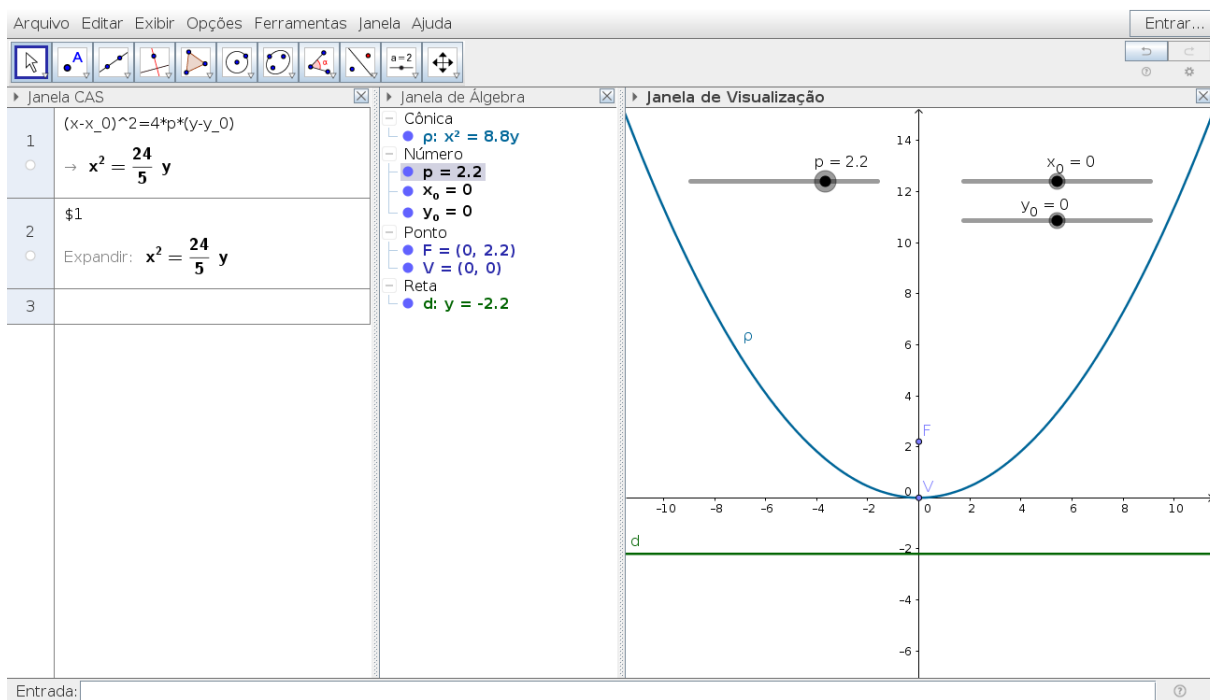 Arquivo Editar Exibir Opções Ferramentas Janela Ajuda
Entrar...
A
α
a=2
Janela CAS
1
(x-x_0)^2=4*p*(y-y_0)
→ x² = 24/5 y
2
$1
Expandir: x² = 24/5 y
3
Janela de Álgebra
Cônica
ρ: x² = 8.8y
Número
p = 2.2
x₀ = 0
y₀ = 0
Ponto
F = (0, 2.2)
V = (0, 0)
Reta
d: y = -2.2
Janela de Visualização
p = 2.2
x₀ = 0
y₀ = 0
14
12
10
8
6
4
2
0
-2
-4
-6
-10 -8 -6 -4 -2 0 2 4 6 8 10
ρ
F
V
d
Entrada: